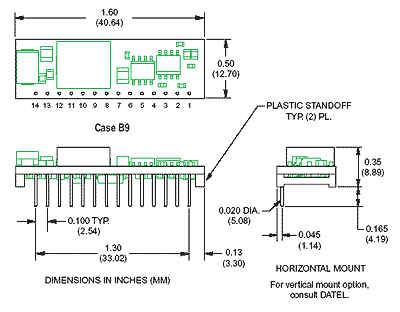 1.60
(40.64)
0.50
(12.70)
14 13 12 11 10 9 8 7 6 5 4 3 2 1
Case B9
PLASTIC STANDOFF
TYP (2) PL.
0.100 TYP.
(2.54)
1.30
(33.02)
0.13
(3.30)
0.35
(8.89)
0.020 DIA.
(5.08)
0.045
(1.14)
0.165
(4.19)
DIMENSIONS IN INCHES (MM)
HORIZONTAL MOUNT
For vertical mount option,
consult DATEL.